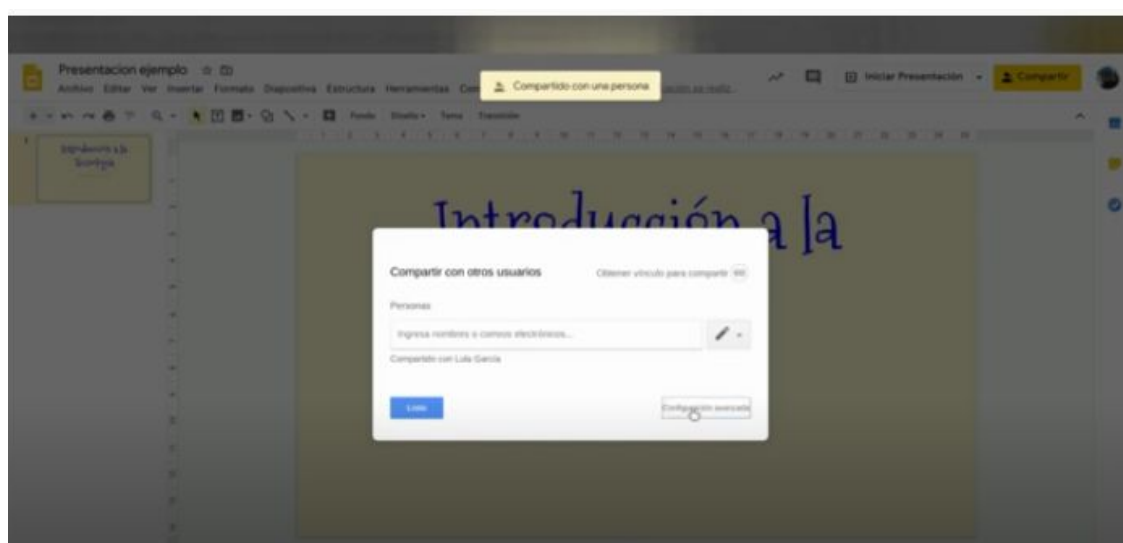 Presentacion ejemplo
Archivo Editar Ver Insertar Formato Diapositiva Estructura Herramientas
Compartido con una persona
Iniciar Presentación
Compartir
Fondo Diseño Tema Transición
Introducción a la
Compartir con otros usuarios
Obtener vínculo para compartir
Personas
Ingresa nombres o correos electrónicos...
Compartido con Lula García
Listo
Configuración avanzada